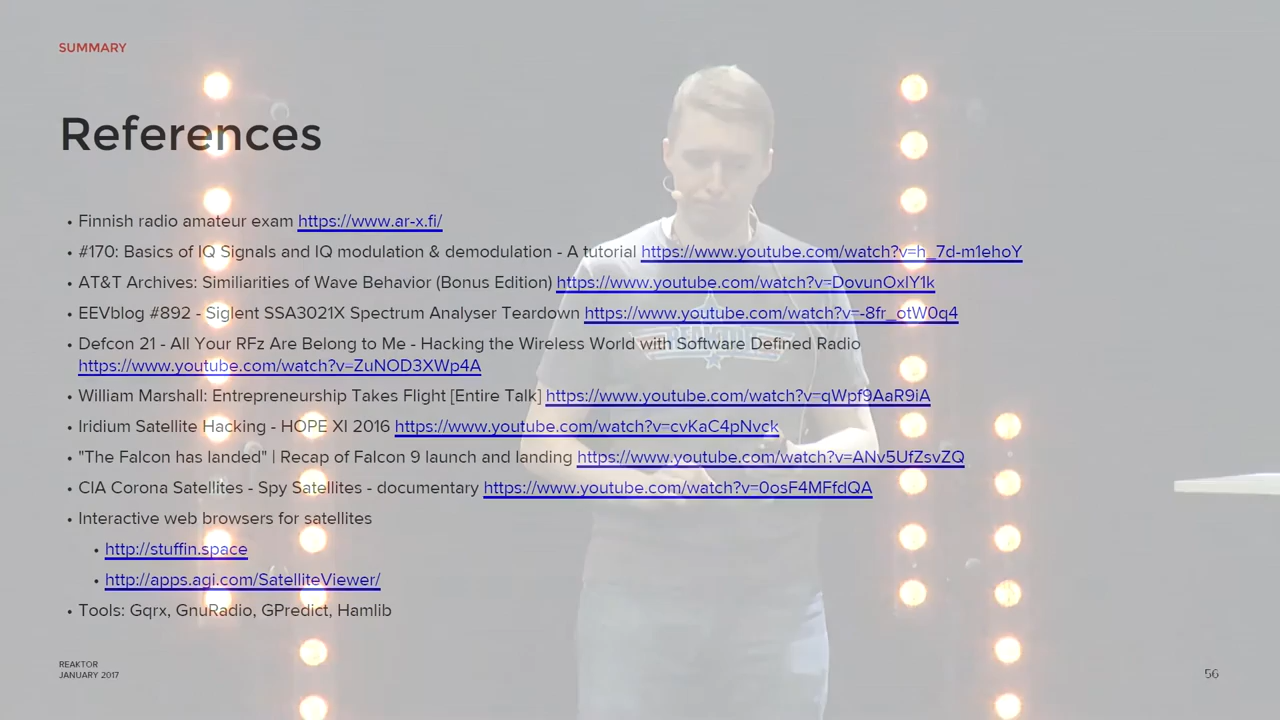 SUMMARY
References
• Finnish radio amateur exam https://www.ar-x.fi/
• #170: Basics of IQ Signals and IQ modulation & demodulation - A tutorial https://www.youtube.com/watch?v=h_7d-m1ehoY
• AT&T Archives: Similiarities of Wave Behavior (Bonus Edition) https://www.youtube.com/watch?v=DovunOxlY1k
• EEVblog #892 - Siglent SSA3021X Spectrum Analyser Teardown https://www.youtube.com/watch?v=-8fr_otW0q4
• Defcon 21 - All Your RFz Are Belong to Me - Hacking the Wireless World with Software Defined Radio
https://www.youtube.com/watch?v=ZuNOD3XWp4A
• William Marshall: Entrepreneurship Takes Flight [Entire Talk] https://www.youtube.com/watch?v=qWpf9AaR9iA
• Iridium Satellite Hacking - HOPE XI 2016 https://www.youtube.com/watch?v=cvKaC4pNvck
• "The Falcon has landed" | Recap of Falcon 9 launch and landing https://www.youtube.com/watch?v=ANv5UfZsvZQ
• CIA Corona Satellites - Spy Satellites - documentary https://www.youtube.com/watch?v=0osF4MFfdQA
• Interactive web browsers for satellites
• http://stuffin.space
• http://apps.agi.com/SatelliteViewer/
• Tools: Gqrx, GnuRadio, GPredict, Hamlib
REAKTOR
JANUARY 2017
56